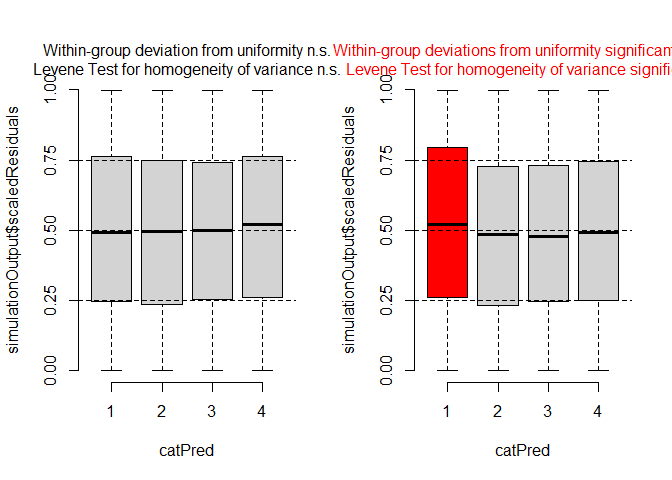 Within-group deviation from uniformity n.s.
Levene Test for homogeneity of variance n.s.
simulationOutput$scaledResiduals
1.00
0.75
0.50
0.25
0.00
1 2 3 4
catPred
Within-group deviations from uniformity significant
Levene Test for homogeneity of variance signifi
simulationOutput$scaledResiduals
1.00
0.75
0.50
0.25
0.00
1 2 3 4
catPred